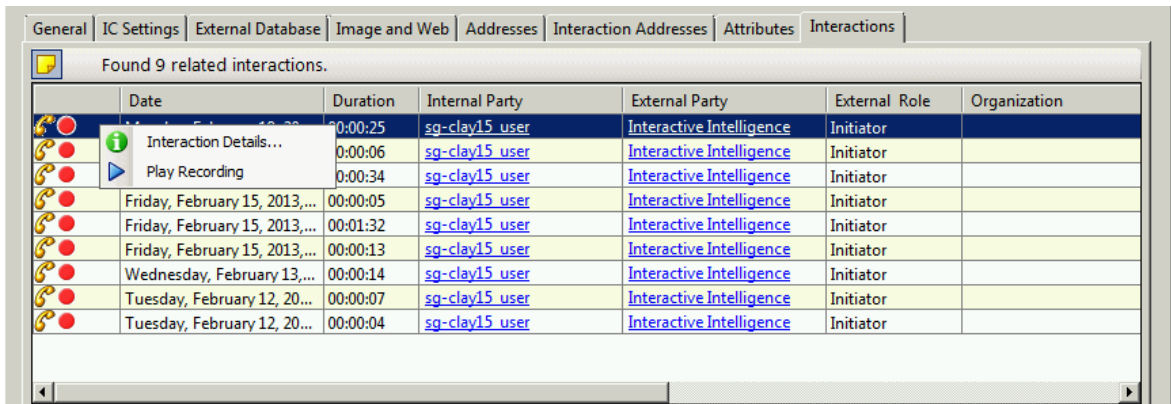 General IC Settings External Database Image and Web Addresses Interaction Addresses Attributes Interactions
Found 9 related interactions.
Date Duration Internal Party External Party External Role Organization
00:00:25 sg-clay15_user Interactive Intelligence Initiator
Interaction Details...
0:00:06 sg-clay15_user Interactive Intelligence Initiator
Play Recording
0:00:34 sg-clay15_user Interactive Intelligence Initiator
Friday, February 15, 2013,... 00:00:05 sg-clay15_user Interactive Intelligence Initiator
Friday, February 15, 2013,... 00:01:32 sg-clay15_user Interactive Intelligence Initiator
Friday, February 15, 2013,... 00:00:13 sg-clay15_user Interactive Intelligence Initiator
Wednesday, February 13,... 00:00:14 sg-clay15_user Interactive Intelligence Initiator
Tuesday, February 12, 20... 00:00:07 sg-clay15_user Interactive Intelligence Initiator
Tuesday, February 12, 20... 00:00:04 sg-clay15_user Interactive Intelligence Initiator